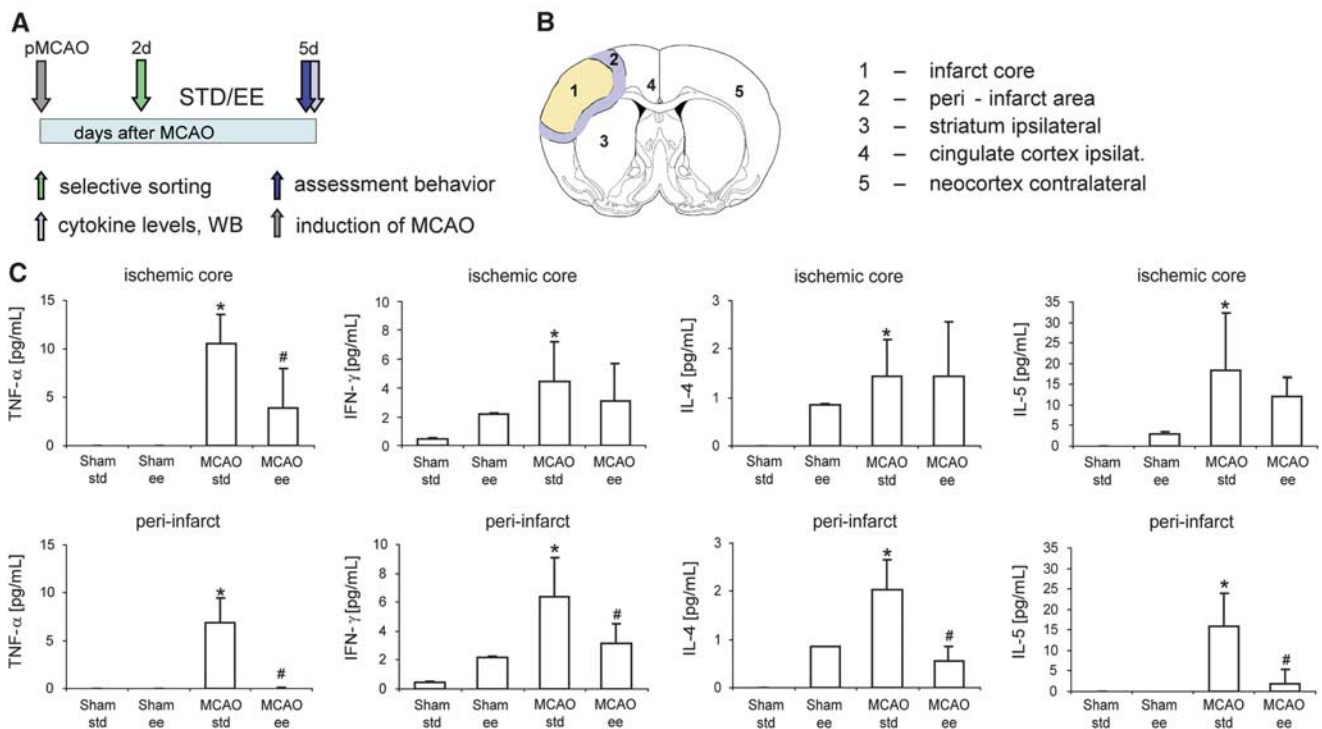 A
pMCAO
2d
5d
STD/EE
days after MCAO
selective sorting
assessment behavior
cytokine levels, WB
induction of MCAO
B
1
2
3
4
5
1 – infarct core
2 – peri - infarct area
3 – striatum ipsilateral
4 – cingulate cortex ipsilat.
5 – neocortex contralateral
C
ischemic core
TNF-α [pg/mL]
15
10
5
0
*
#
Sham std
Sham ee
MCAO std
MCAO ee
ischemic core
IFN- γ [pg/mL]
10
8
6
4
2
0
*
Sham std
Sham ee
MCAO std
MCAO ee
ischemic core
IL-4 [pg/mL]
3
2
1
0
*
Sham std
Sham ee
MCAO std
MCAO ee
ischemic core
IL-5 [pg/mL]
35
30
25
20
15
10
5
0
*
Sham std
Sham ee
MCAO std
MCAO ee
peri-infarct
TNF-α [pg/mL]
15
10
5
0
*
#
Sham std
Sham ee
MCAO std
MCAO ee
peri-infarct
IFN- γ [pg/mL]
10
8
6
4
2
0
*
#
Sham std
Sham ee
MCAO std
MCAO ee
peri-infarct
IL-4 [pg/mL]
3
2
1
0
*
#
Sham std
Sham ee
MCAO std
MCAO ee
peri-infarct
IL-5 [pg/mL]
35
30
25
20
15
10
5
0
*
#
Sham std
Sham ee
MCAO std
MCAO ee